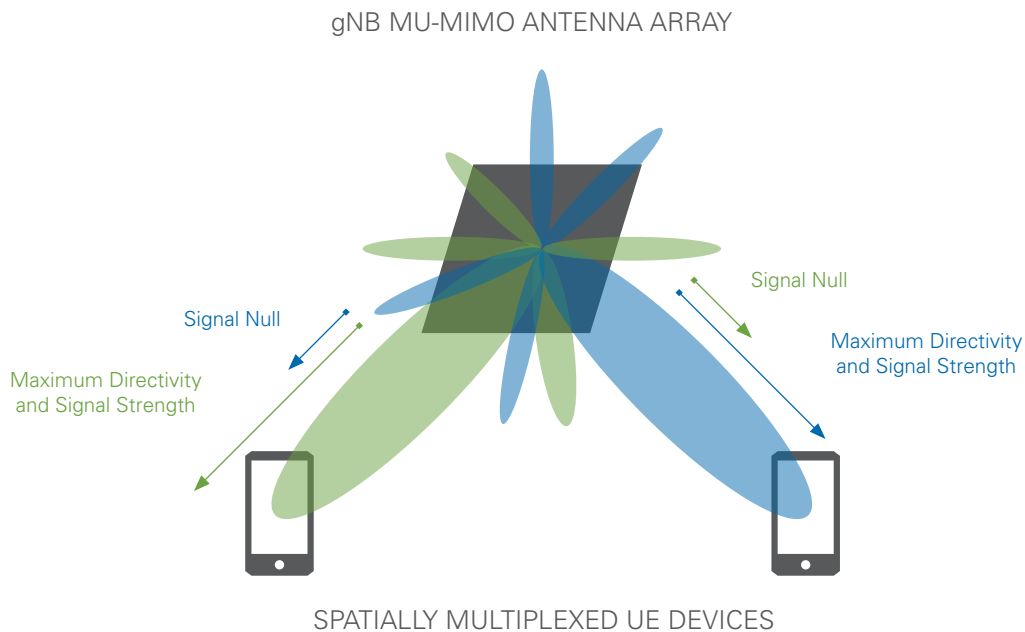 gNB MU-MIMO ANTENNA ARRAY
Signal Null
Maximum Directivity
and Signal Strength
Signal Null
Maximum Directivity
and Signal Strength
SPATIALLY MULTIPLEXED UE DEVICES